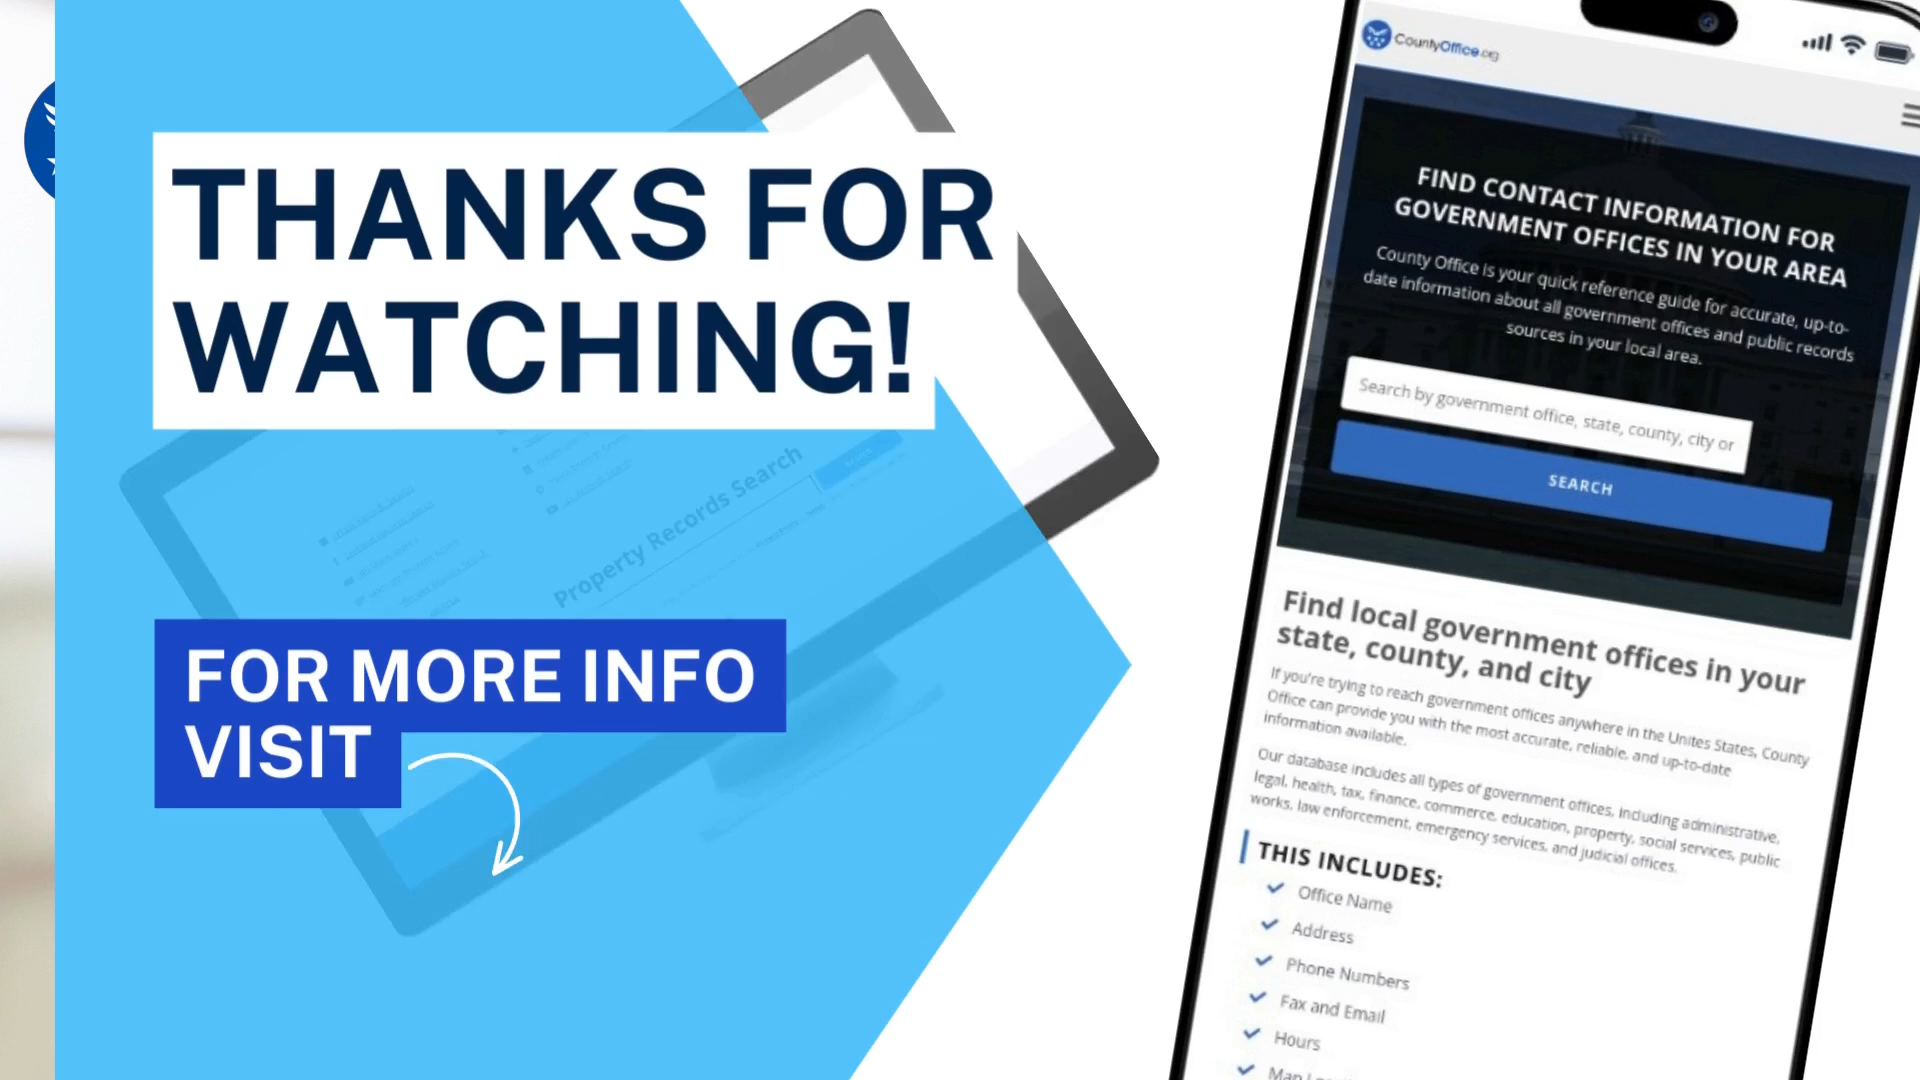 THANKS FOR
WATCHING!
FOR MORE INFO
VISIT
Property Records Search
CountyOffice.org
FIND CONTACT INFORMATION FOR
GOVERNMENT OFFICES IN YOUR AREA
County Office is your quick reference guide for accurate, up-to-
date information about all government offices and public records
sources in your local area.
Search by government office, state, county, city or
SEARCH
Find local government offices in your
state, county, and city
If you're trying to reach government offices anywhere in the Unites States, County
Office can provide you with the most accurate, reliable, and up-to-date
information available.
Our database includes all types of government offices, including administrative,
legal, health, tax, finance, commerce, education, property, social services, public
works, law enforcement, emergency services, and judicial offices.
THIS INCLUDES:
Office Name
Address
Phone Numbers
Fax and Email
Hours
Map